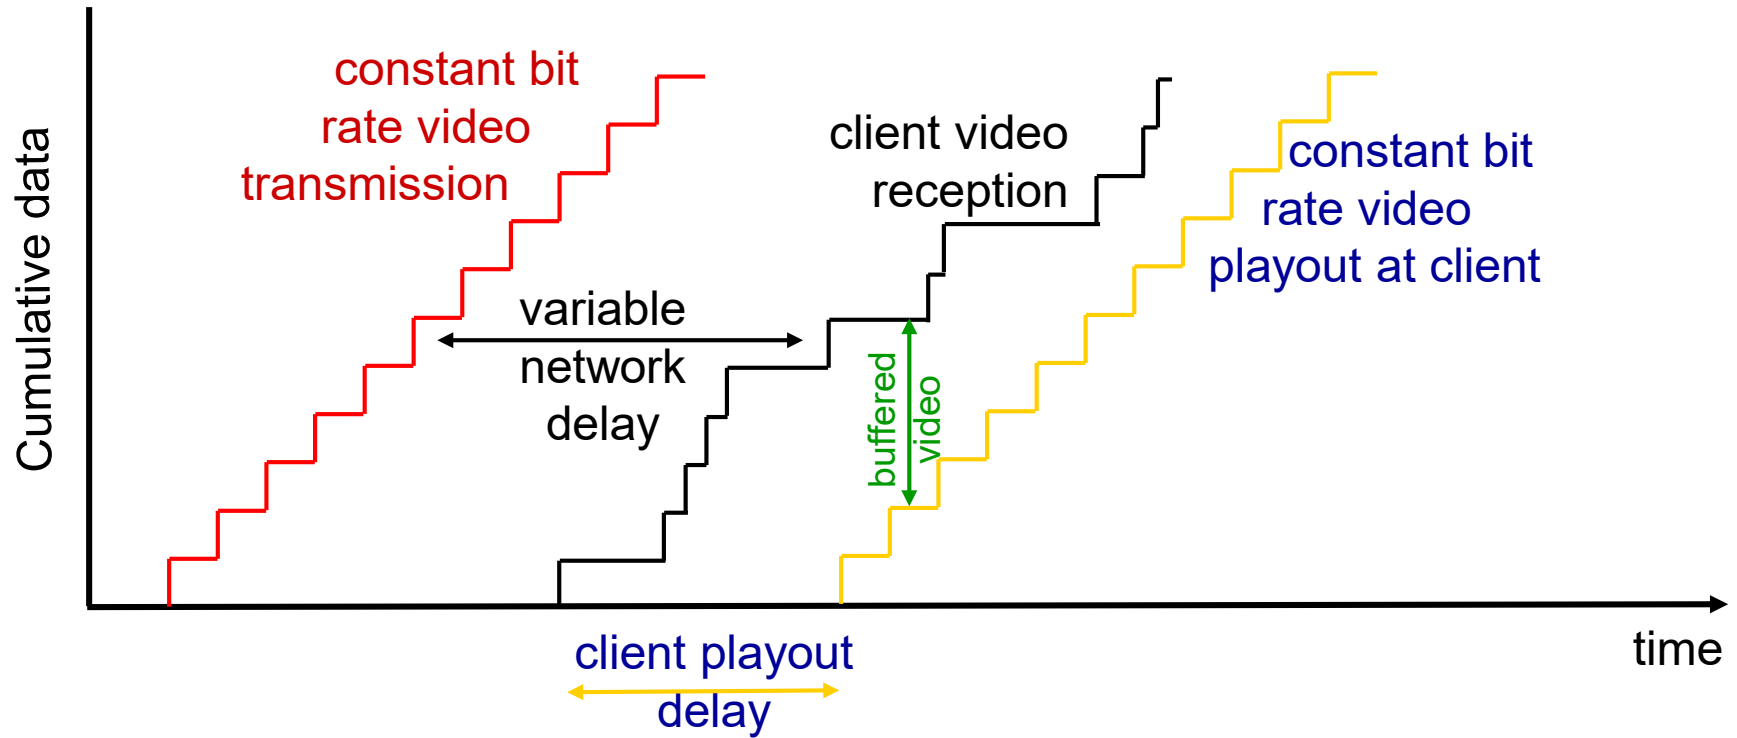 Cumulative data
constant bit
rate video
transmission
variable
network
delay
client video
reception
buffered
video
constant bit
rate video
playout at client
client playout
delay
time